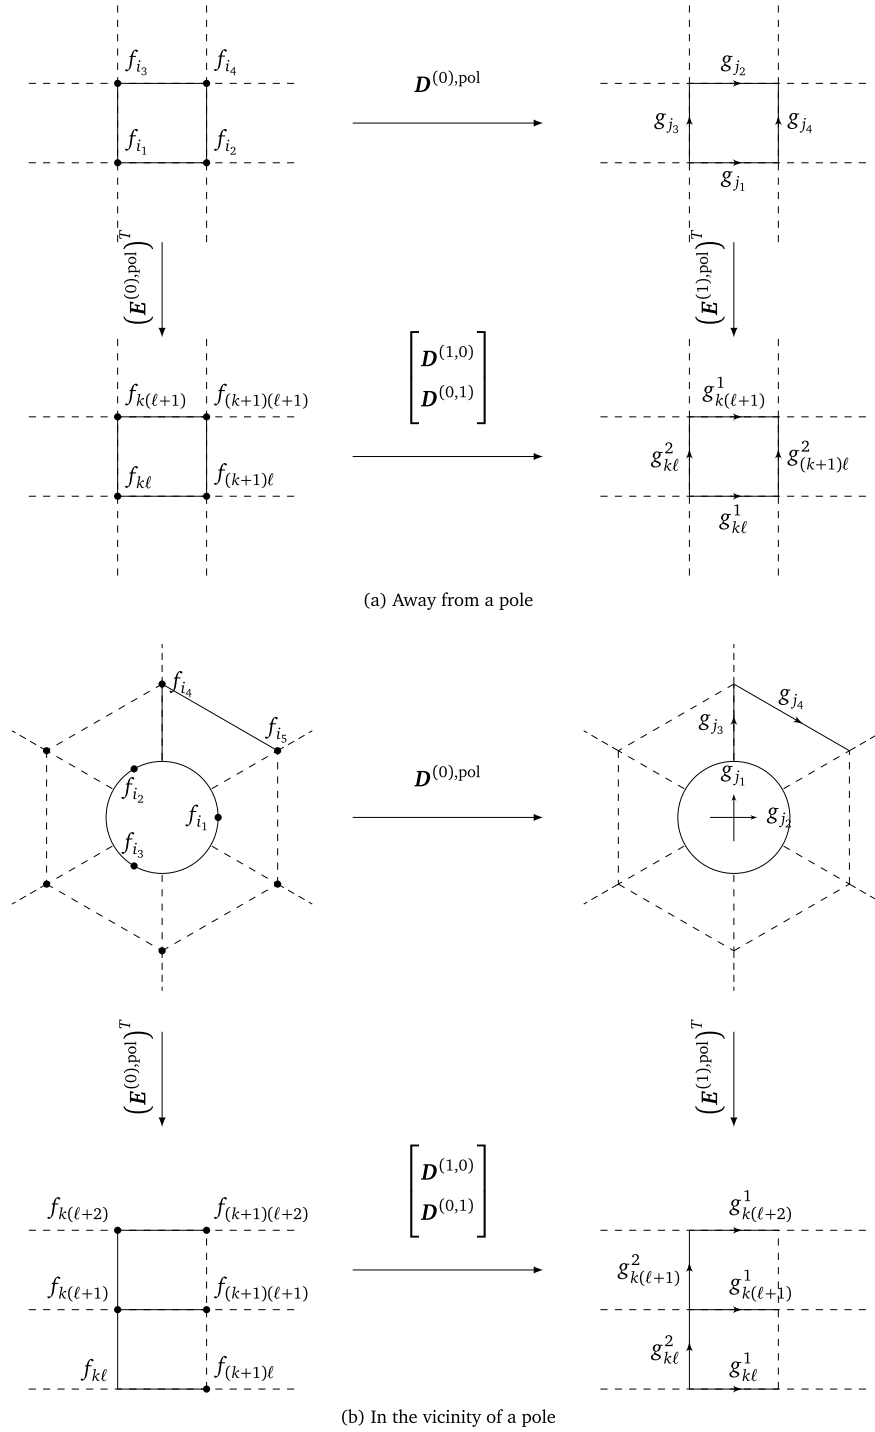 f_{i_3} f_{i_4} D^{(0),pol} g_{j_2}
f_{i_1} f_{i_2} g_{j_3} g_{j_4}
g_{j_1}
(E^{(0),pol})^T (E^{(1),pol})^T
[D^{(1,0)}
D^{(0,1)}]
f_{k(ℓ+1)} f_{(k+1)(ℓ+1)} g^1_{k(ℓ+1)}
f_{kℓ} f_{(k+1)ℓ} g^2_{kℓ} g^2_{(k+1)ℓ}
g^1_{kℓ}
(a) Away from a pole
f_{i_4} g_{j_4}
f_{i_5} g_{j_3}
f_{i_2} D^{(0),pol} g_{j_1}
f_{i_1} g_{j_2}
f_{i_3}
(E^{(0),pol})^T (E^{(1),pol})^T
[D^{(1,0)}
D^{(0,1)}]
f_{k(ℓ+2)} f_{(k+1)(ℓ+2)} g^1_{k(ℓ+2)}
f_{k(ℓ+1)} f_{(k+1)(ℓ+1)} g^2_{k(ℓ+1)} g^1_{k(ℓ+1)}
f_{kℓ} f_{(k+1)ℓ} g^2_{kℓ} g^1_{kℓ}
(b) In the vicinity of a pole